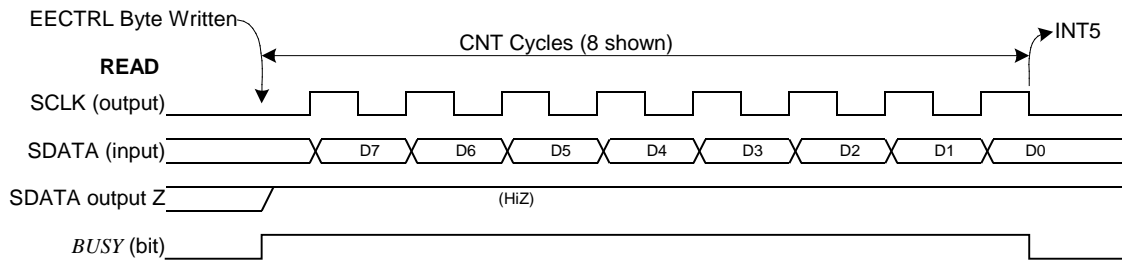 EECTRL Byte Written
CNT Cycles (8 shown)
INT5
READ
SCLK (output)
SDATA (input) D7 D6 D5 D4 D3 D2 D1 D0
SDATA output Z (HiZ)
BUSY (bit)